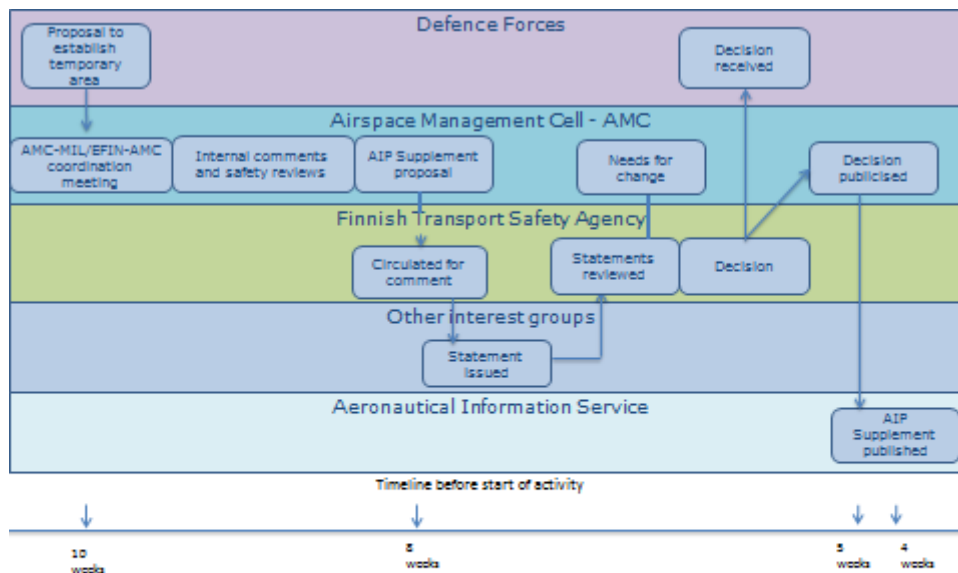 Defence Forces
Proposal to
establish
temporary
area
Decision
received
Airspace Management Cell - AMC
AMC-MIL/EFIN-AMC
coordination
meeting
Internal comments
and safety reviews
AIP Supplement
proposal
Needs for
change
Decision
publicised
Finnish Transport Safety Agency
Circulated for
comment
Statements
reviewed
Decision
Other interest groups
Statement
issued
Aeronautical Information Service
AIP
Supplement
published
Timeline before start of activity
10
weeks
8
weeks
5
weeks
4
weeks